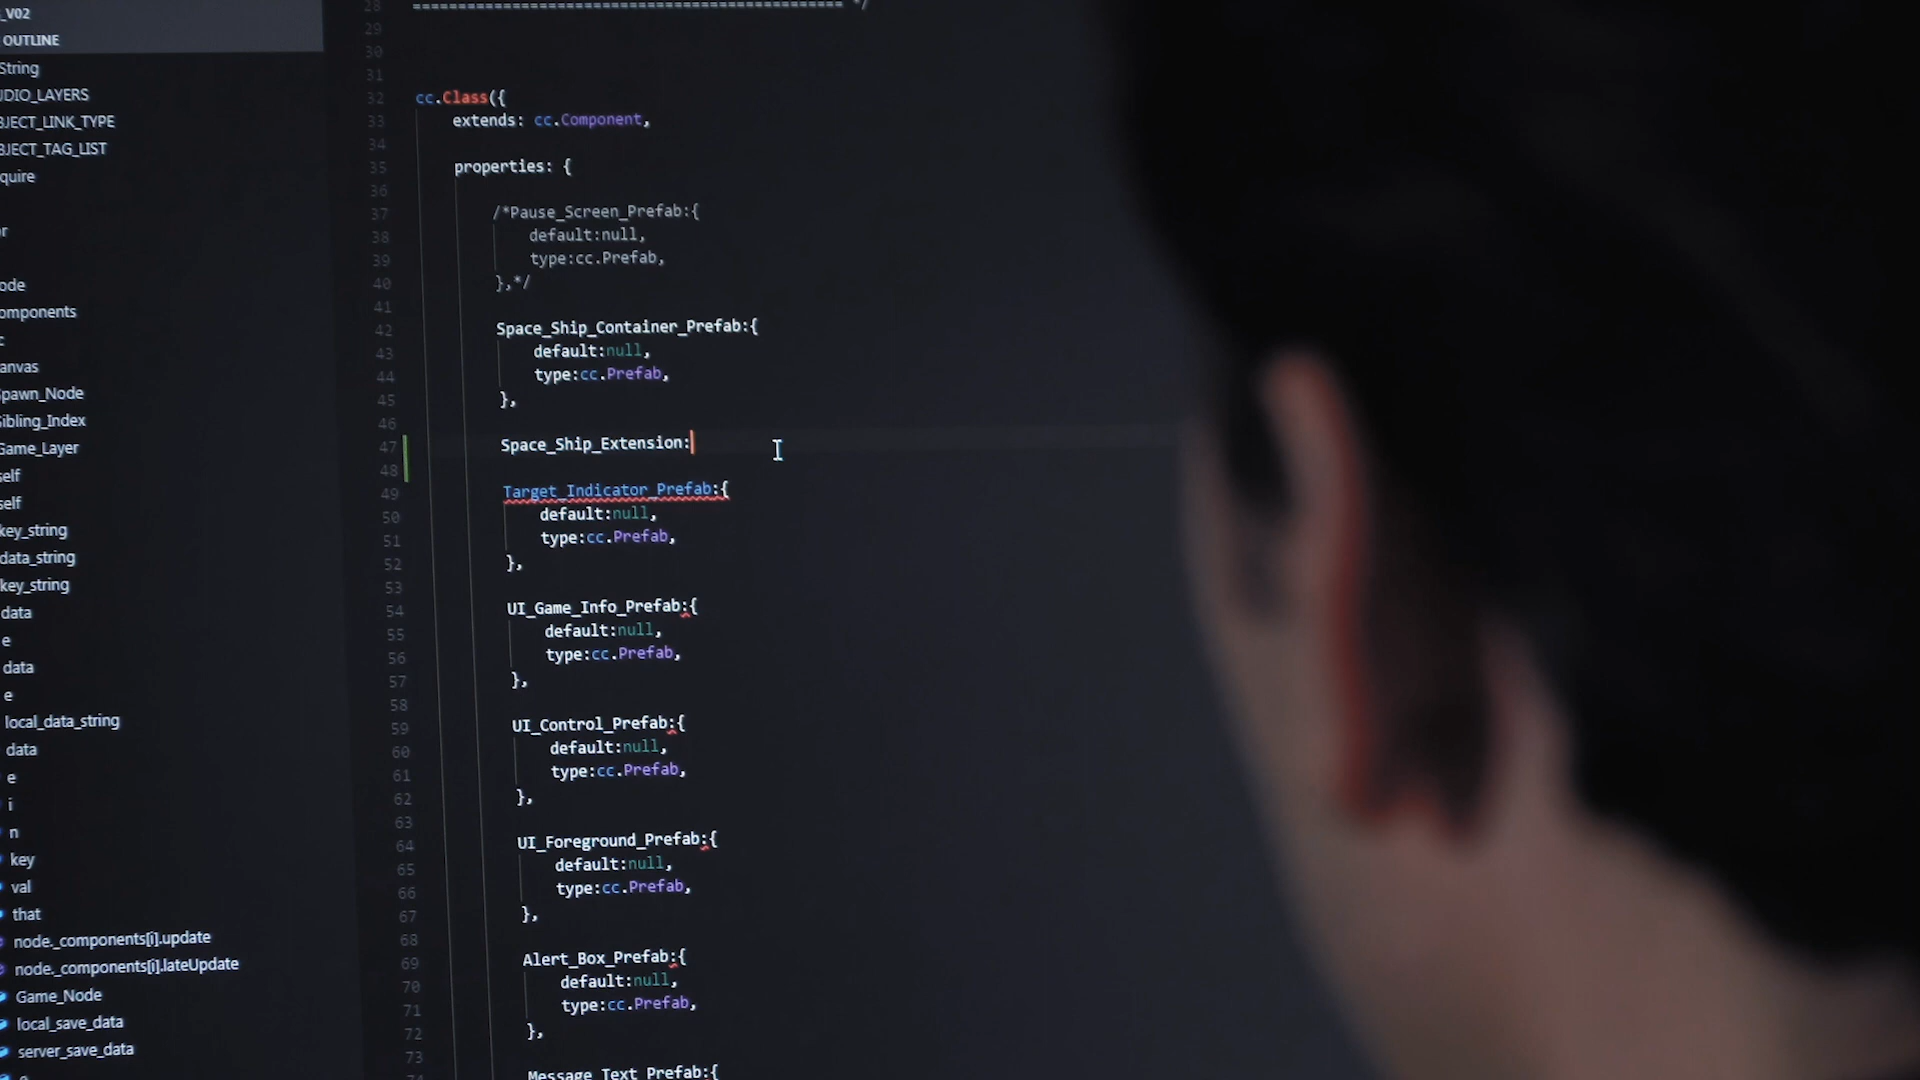 _V02
OUTLINE
String
UDIO_LAYERS
BJECT_LINK_TYPE
BJECT_TAG_LIST
quire
r
ode
omponents
c
anvas
Spawn_Node
Sibling_Index
Game_Layer
self
self
key_string
data_string
key_string
data
e
data
e
local_data_string
data
e
i
n
key
val
that
node._components[i].update
node._components[i].lateUpdate
Game_Node
local_save_data
server_save_data
28 =============================================== */
29
30
31
32 cc.Class({
33 extends: cc.Component,
34
35 properties: {
36
37 /*Pause_Screen_Prefab:{
38 default:null,
39 type:cc.Prefab,
40 },*/
41
42 Space_Ship_Container_Prefab:{
43 default:null,
44 type:cc.Prefab,
45 },
46
47 Space_Ship_Extension:
48
49 Target_Indicator_Prefab:{
50 default:null,
51 type:cc.Prefab,
52 },
53
54 UI_Game_Info_Prefab:{
55 default:null,
56 type:cc.Prefab,
57 },
58
59 UI_Control_Prefab:{
60 default:null,
61 type:cc.Prefab,
62 },
63
64 UI_Foreground_Prefab:{
65 default:null,
66 type:cc.Prefab,
67 },
68
69 Alert_Box_Prefab:{
70 default:null,
71 type:cc.Prefab,
72 },
73
74 Message_Text_Prefab:{